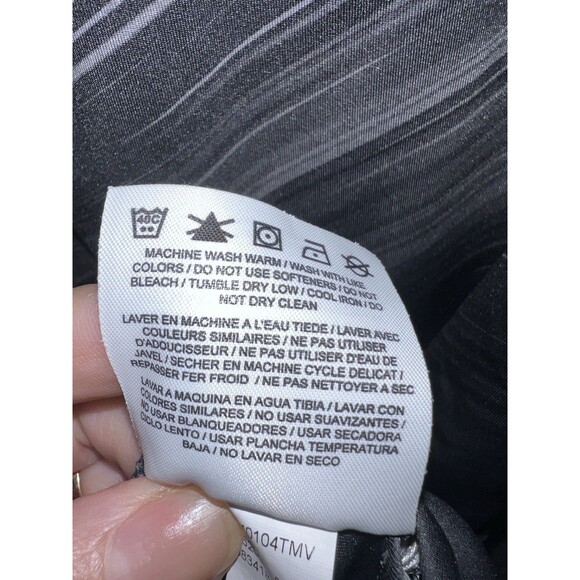 40C
MACHINE WASH WARM / WASH WITH LIKE
COLORS / DO NOT USE SOFTENERS / DO NOT
BLEACH / TUMBLE DRY LOW / COOL IRON / DO
NOT DRY CLEAN
LAVER EN MACHINE A L'EAU TIEDE / LAVER AVEC
COULEURS SIMILAIRES / NE PAS UTILISER
D'ADOUCISSEUR / NE PAS UTILISER D'EAU DE
JAVEL / SECHER EN MACHINE CYCLE DELICAT /
REPASSER FER FROID / NE PAS NETTOYER A SEC
LAVAR A MAQUINA EN AGUA TIBIA / LAVAR CON
COLORES SIMILARES / NO USAR SUAVIZANTES /
NO USAR BLANQUEADORES / USAR SECADORA
CICLO LENTO / USAR PLANCHA TEMPERATURA
BAJA / NO LAVAR EN SECO
0104TMV